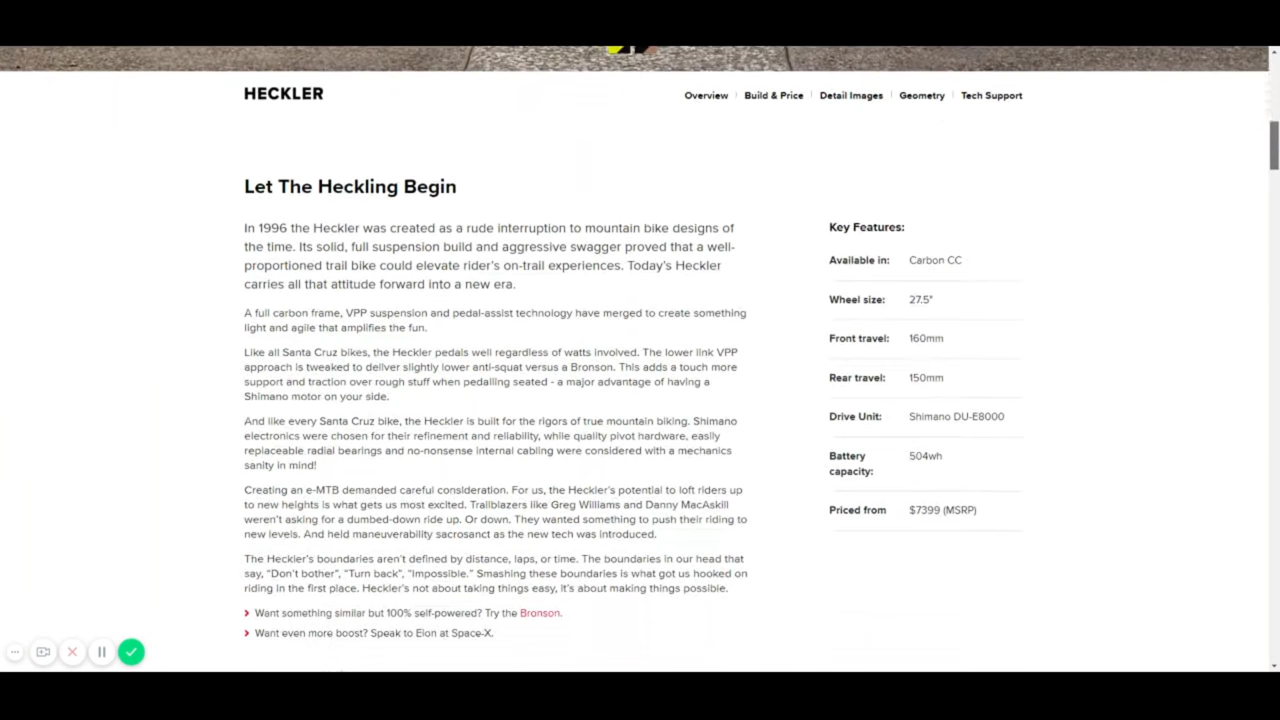 HECKLER
Overview
Build & Price
Detail Images
Geometry
Tech Support
Let The Heckling Begin
In 1996 the Heckler was created as a rude interruption to mountain bike designs of
the time. Its solid, full suspension build and aggressive swagger proved that a well-
proportioned trail bike could elevate rider's on-trail experiences. Today's Heckler
carries all that attitude forward into a new era.
A full carbon frame, VPP suspension and pedal-assist technology have merged to create something
light and agile that amplifies the fun.
Like all Santa Cruz bikes, the Heckler pedals well regardless of watts involved. The lower link VPP
approach is tweaked to deliver slightly lower anti-squat versus a Bronson. This adds a touch more
support and traction over rough stuff when pedalling seated - a major advantage of having a
Shimano motor on your side.
And like every Santa Cruz bike, the Heckler is built for the rigors of true mountain biking. Shimano
electronics were chosen for their refinement and reliability, while quality pivot hardware, easily
replaceable radial bearings and no-nonsense internal cabling were considered with a mechanics
sanity in mind!
Creating an e-MTB demanded careful consideration. For us, the Heckler's potential to loft riders up
to new heights is what gets us most excited. Trailblazers like Greg Williams and Danny MacAskill
weren't asking for a dumbed-down ride up. Or down. They wanted something to push their riding to
new levels. And held maneuverability sacrosanct as the new tech was introduced.
The Heckler's boundaries aren't defined by distance, laps, or time. The boundaries in our head that
say, "Don't bother", "Turn back", "Impossible." Smashing these boundaries is what got us hooked on
riding in the first place. Heckler's not about taking things easy, it's about making things possible.
Want something similar but 100% self-powered? Try the Bronson.
Want even more boost? Speak to Elon at Space-X.
Key Features:
Available in: Carbon CC
Wheel size: 27.5"
Front travel: 160mm
Rear travel: 150mm
Drive Unit: Shimano DU-E8000
Battery 504wh
capacity:
Priced from $7399 (MSRP)